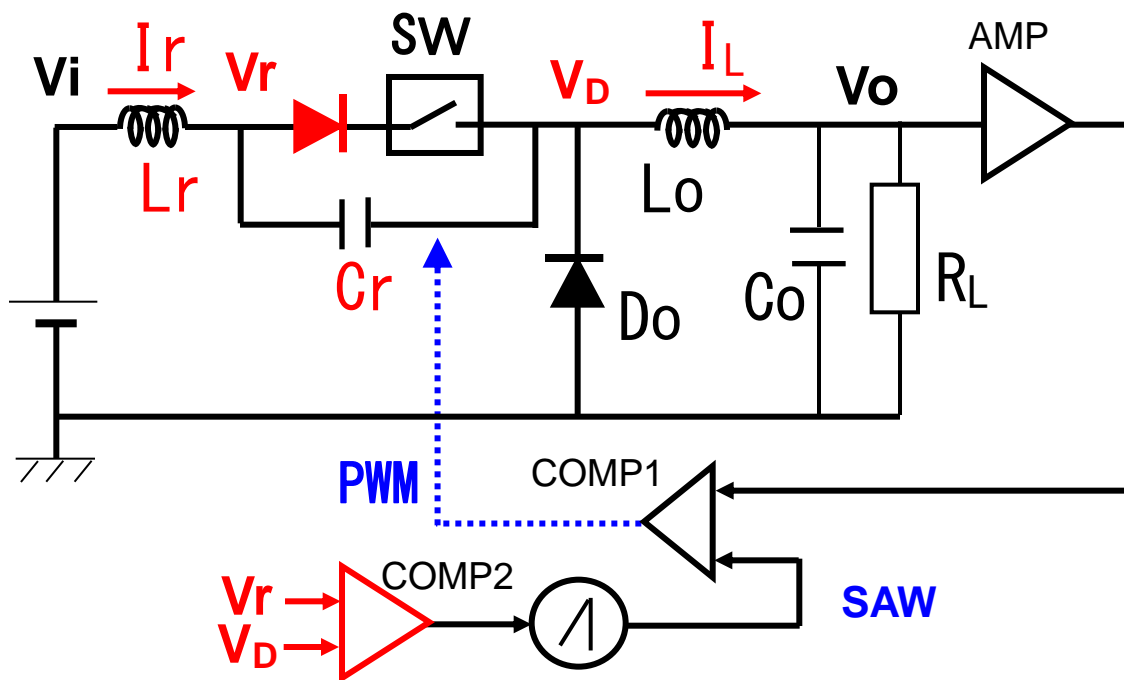 Ir
SW
AMP
Vi
Vr
VD
IL
Vo
Lr
Lo
Cr
Do
Co
RL
PWM
COMP1
COMP2
Vr
VD
SAW